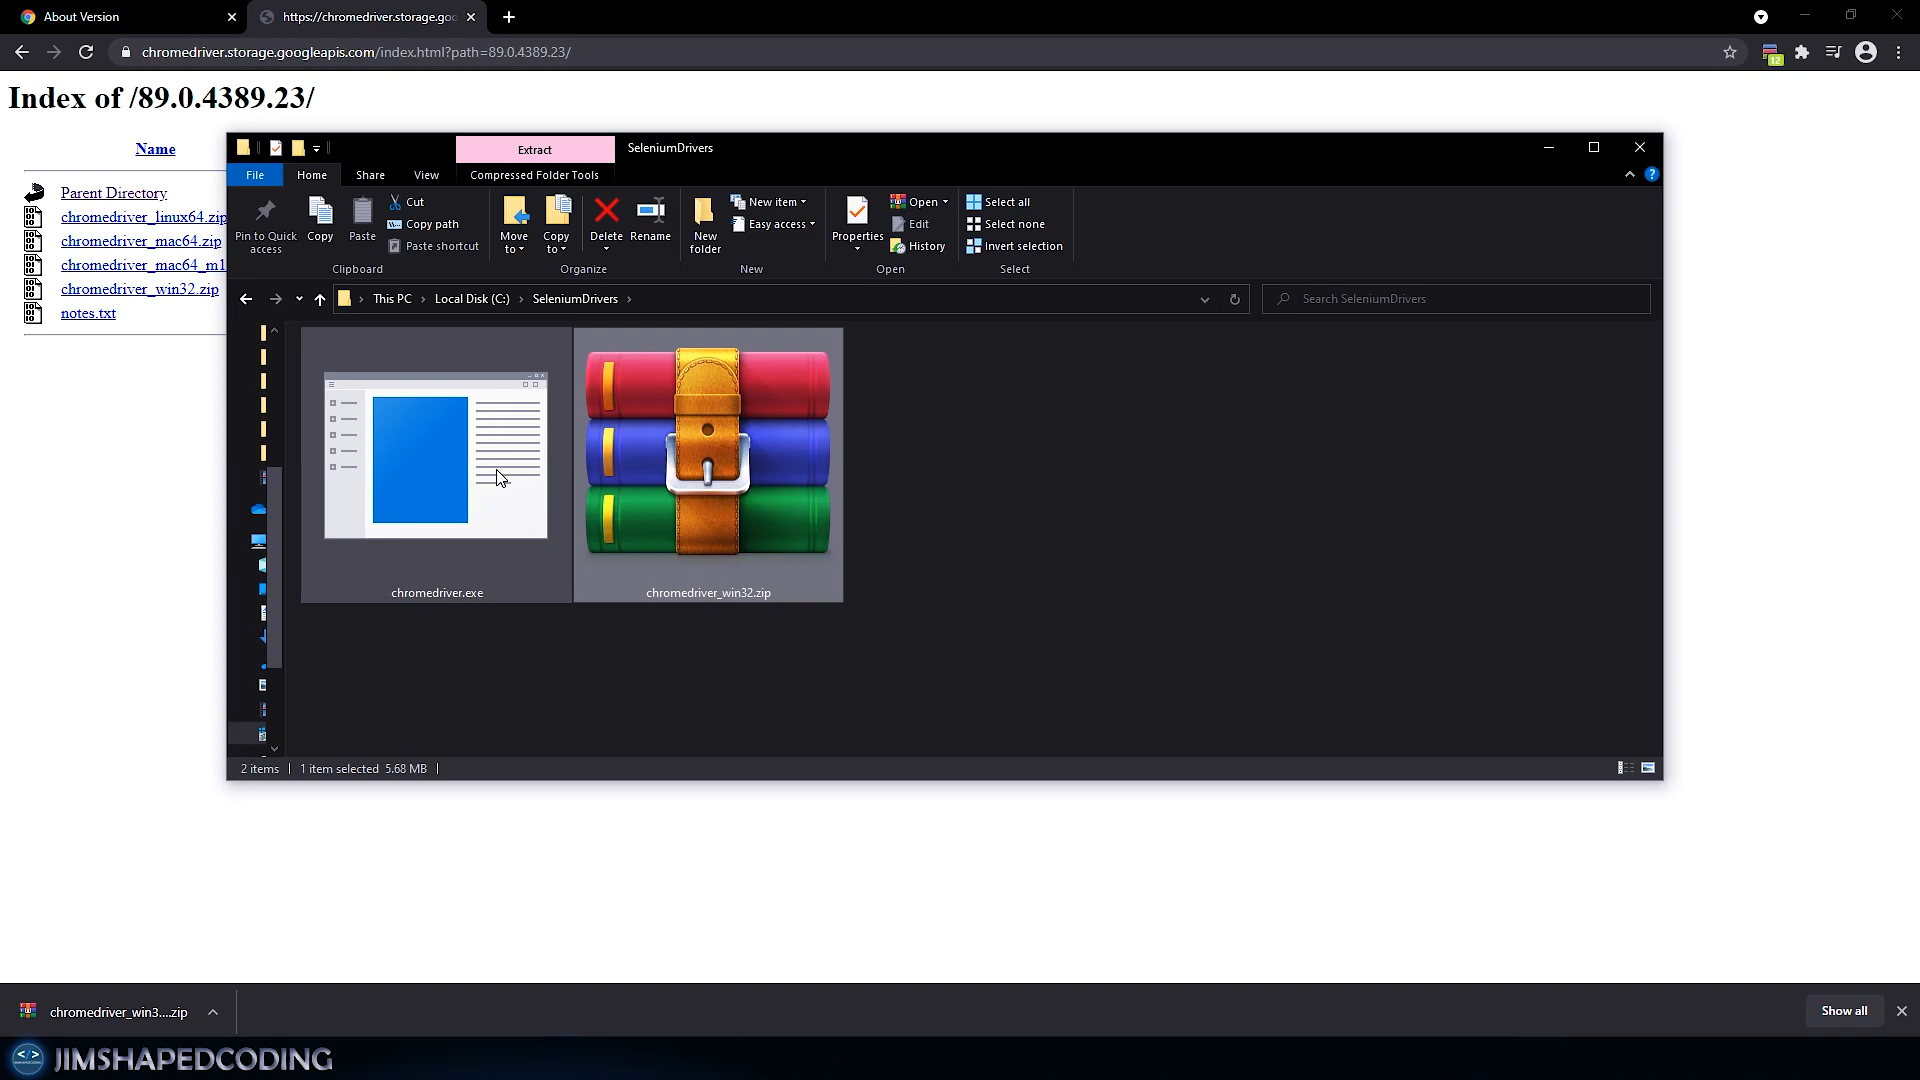 About Version
https://chromedriver.storage.goo
chromedriver.storage.googleapis.com/index.html?path=89.0.4389.23/
12
Index of /89.0.4389.23/
Name
Parent Directory
chromedriver_linux64.zip
chromedriver_mac64.zip
chromedriver_mac64_m1
chromedriver_win32.zip
notes.txt
Extract
SeleniumDrivers
File
Home
Share
View
Compressed Folder Tools
Pin to Quick access
Copy
Paste
Cut
Copy path
Paste shortcut
Clipboard
Move to
Copy to
Delete
Rename
Organize
New folder
New item
Easy access
New
Properties
Open
Edit
History
Open
Select all
Select none
Invert selection
Select
This PC
Local Disk (C:)
SeleniumDrivers
Search SeleniumDrivers
chromedriver.exe
chromedriver_win32.zip
2 items
1 item selected 5.68 MB
chromedriver_win3....zip
Show all
JIMSHAPEDCODING